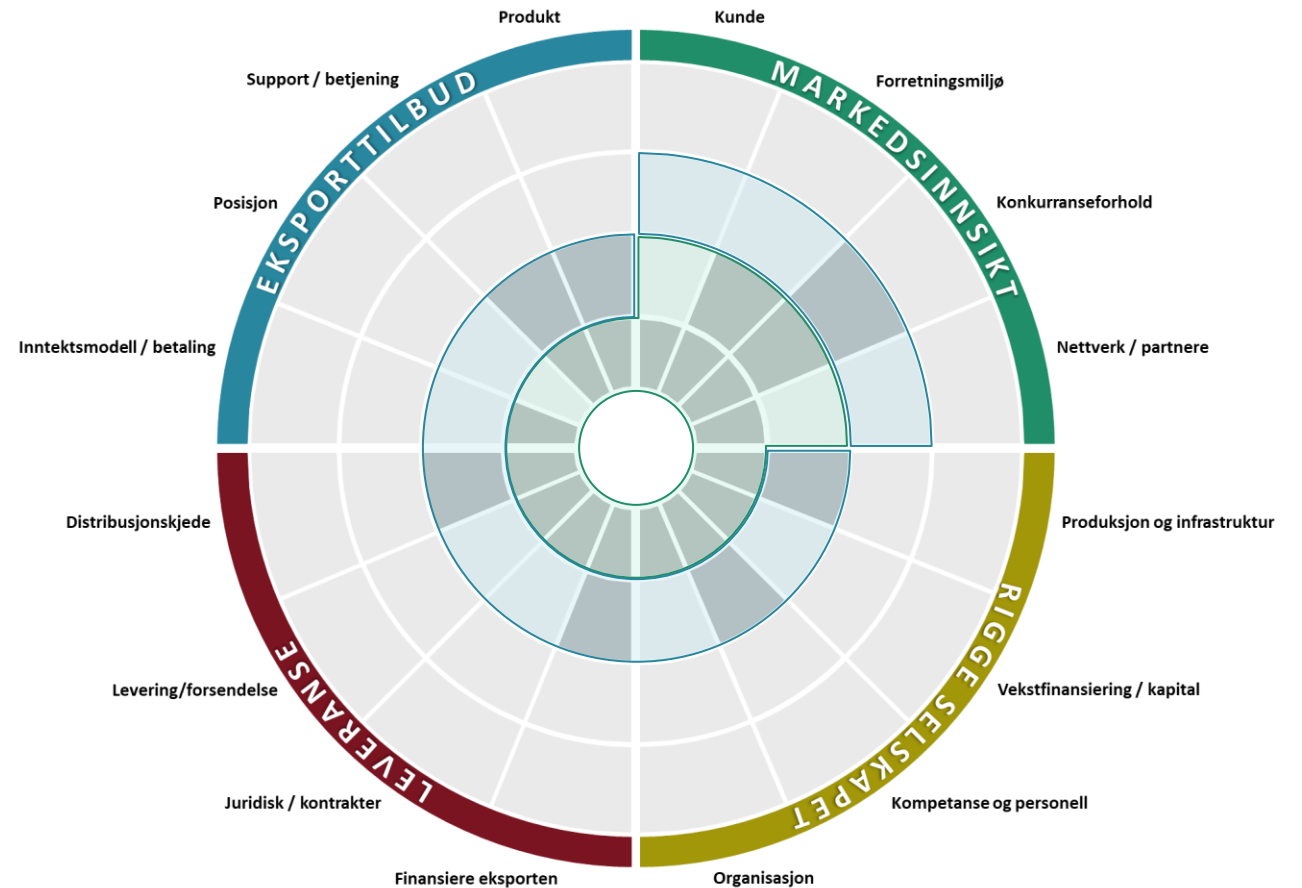 Produkt
Kunde
Support / betjening
Forretningsmiljø
Posisjon
Konkurranseforhold
Inntektsmodell / betaling
Nettverk / partnere
EKSPORTTILBUD
MARKEDSINNSIKT
Distribusjonskjede
Produksjon og infrastruktur
Levering/forsendelse
Vekstfinansiering / kapital
Juridisk / kontrakter
Kompetanse og personell
Finansiere eksporten
Organisasjon
LEVERANSE
RIGGE SELSKAPET